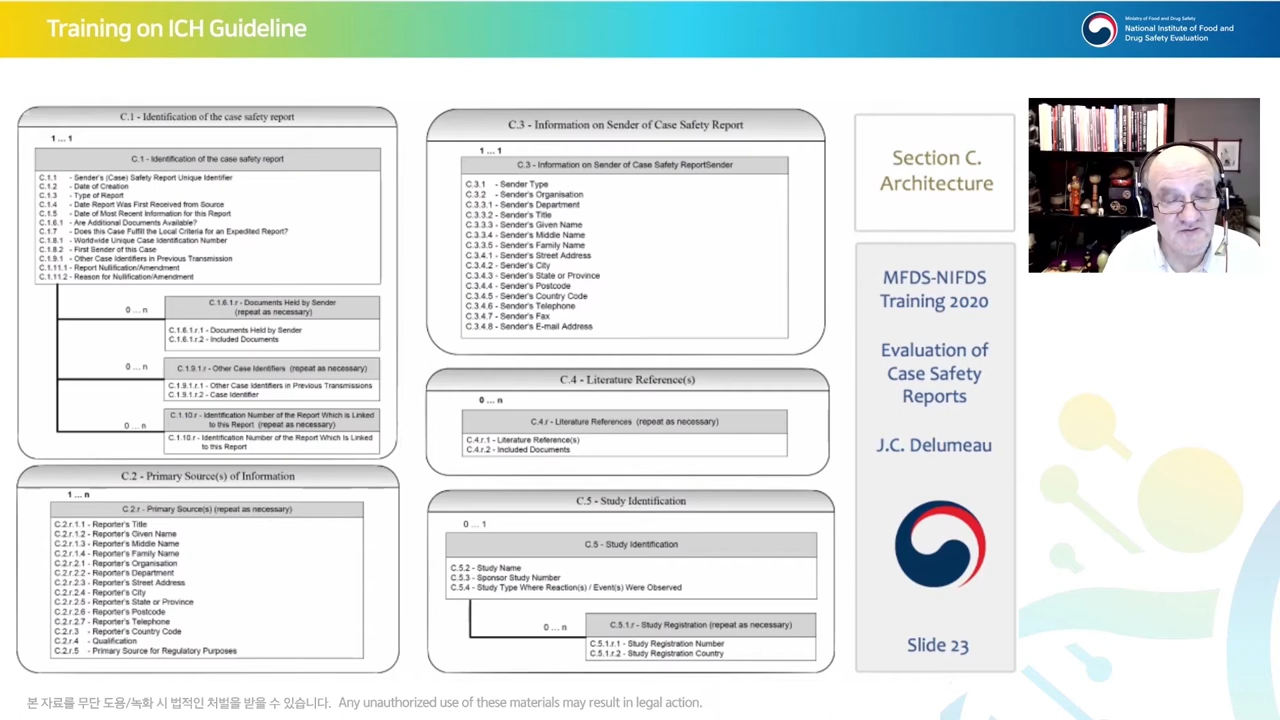 Training on ICH Guideline
Ministry of Food and Drug Safety
National Institute of Food and
Drug Safety Evaluation
C.1 - Identification of the case safety report
1 ... 1
C.1 - Identification of the case safety report
C.1.1 - Sender's (Case) Safety Report Unique Identifier
C.1.2 - Date of Creation
C.1.3 - Type of Report
C.1.4 - Date Report Was First Received from Source
C.1.5 - Date of Most Recent Information for this Report
C.1.6.1 - Are Additional Documents Available?
C.1.7 - Does this Case Fulfill the Local Criteria for an Expedited Report?
C.1.8.1 - Worldwide Unique Case Identification Number
C.1.8.2 - First Sender of this Case
C.1.9.1 - Other Case Identifiers in Previous Transmission
C.1.11.1 - Report Nullification/Amendment
C.1.11.2 - Reason for Nullification/Amendment
0 ... n
C.1.6.1.r - Documents Held by Sender
(repeat as necessary)
C.1.6.1.r.1 - Documents Held by Sender
C.1.6.1.r.2 - Included Documents
0 ... n
C.1.9.1.r - Other Case Identifiers (repeat as necessary)
C.1.9.1.r.1 - Other Case Identifiers in Previous Transmissions
C.1.9.1.r.2 - Case Identifier
0 ... n
C.1.10.r - Identification Number of the Report Which is Linked
to this Report (repeat as necessary)
C.1.10.r - Identification Number of the Report Which is Linked
to this Report
C.2 - Primary Source(s) of Information
1 ... n
C.2.r - Primary Source(s) (repeat as necessary)
C.2.r.1.1 - Reporter's Title
C.2.r.1.2 - Reporter's Given Name
C.2.r.1.3 - Reporter's Middle Name
C.2.r.1.4 - Reporter's Family Name
C.2.r.2.1 - Reporter's Organisation
C.2.r.2.2 - Reporter's Department
C.2.r.2.3 - Reporter's Street Address
C.2.r.2.4 - Reporter's City
C.2.r.2.5 - Reporter's State or Province
C.2.r.2.6 - Reporter's Postcode
C.2.r.2.7 - Reporter's Telephone
C.2.r.3 - Reporter's Country Code
C.2.r.4 - Qualification
C.2.r.5 - Primary Source for Regulatory Purposes
C.3 - Information on Sender of Case Safety Report
1 ... 1
C.3 - Information on Sender of Case Safety ReportSender
C.3.1 - Sender Type
C.3.2 - Sender's Organisation
C.3.3.1 - Sender's Department
C.3.3.2 - Sender's Title
C.3.3.3 - Sender's Given Name
C.3.3.4 - Sender's Middle Name
C.3.3.5 - Sender's Family Name
C.3.4.1 - Sender's Street Address
C.3.4.2 - Sender's City
C.3.4.3 - Sender's State or Province
C.3.4.4 - Sender's Postcode
C.3.4.5 - Sender's Country Code
C.3.4.6 - Sender's Telephone
C.3.4.7 - Sender's Fax
C.3.4.8 - Sender's E-mail Address
C.4 - Literature Reference(s)
0 ... n
C.4.r - Literature References (repeat as necessary)
C.4.r.1 - Literature Reference(s)
C.4.r.2 - Included Documents
C.5 - Study Identification
0 ... 1
C.5 - Study Identification
C.5.2 - Study Name
C.5.3 - Sponsor Study Number
C.5.4 - Study Type Where Reaction(s) / Event(s) Were Observed
0 ... n
C.5.1.r - Study Registration (repeat as necessary)
C.5.1.r.1 - Study Registration Number
C.5.1.r.2 - Study Registration Country
Section C.
Architecture
MFDS-NIFDS
Training 2020
Evaluation of
Case Safety
Reports
J.C. Delumeau
Slide 23
본 자료를 무단 도용/녹화 시 법적인 처벌을 받을 수 있습니다. Any unauthorized use of these materials may result in legal action.